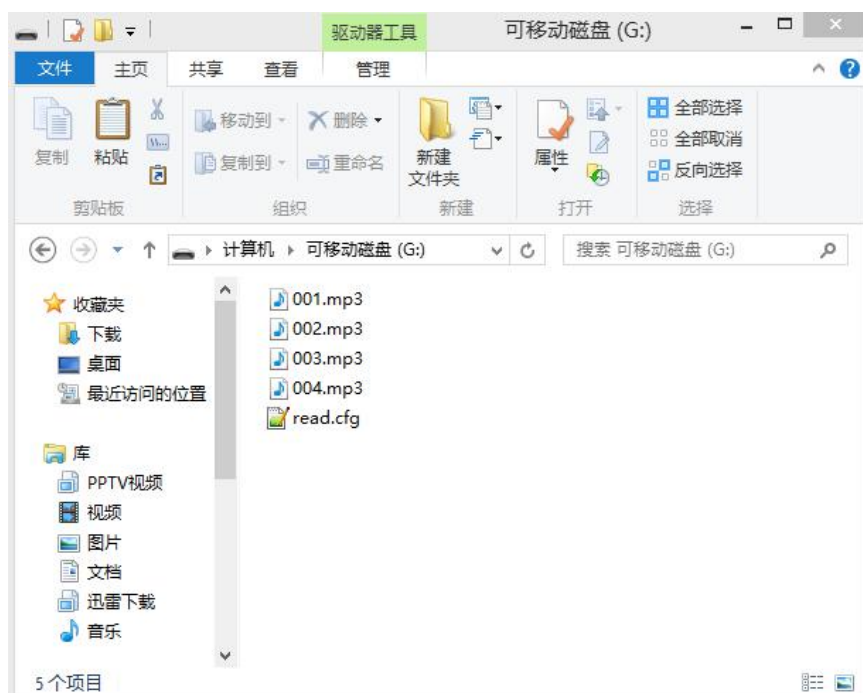 驱动器工具 可移动磁盘 (G:)
文件 主页 共享 查看 管理
复制 粘贴 移动到 复制到 删除 重命名 新建 文件夹 属性 全部选择 全部取消 反向选择
剪贴板 组织 新建 打开 选择
计算机 可移动磁盘 (G:) 搜索 可移动磁盘 (G:)
收藏夹
下载
桌面
最近访问的位置
库
PPTV视频
视频
图片
文档
迅雷下载
音乐
001.mp3
002.mp3
003.mp3
004.mp3
read.cfg
5 个项目